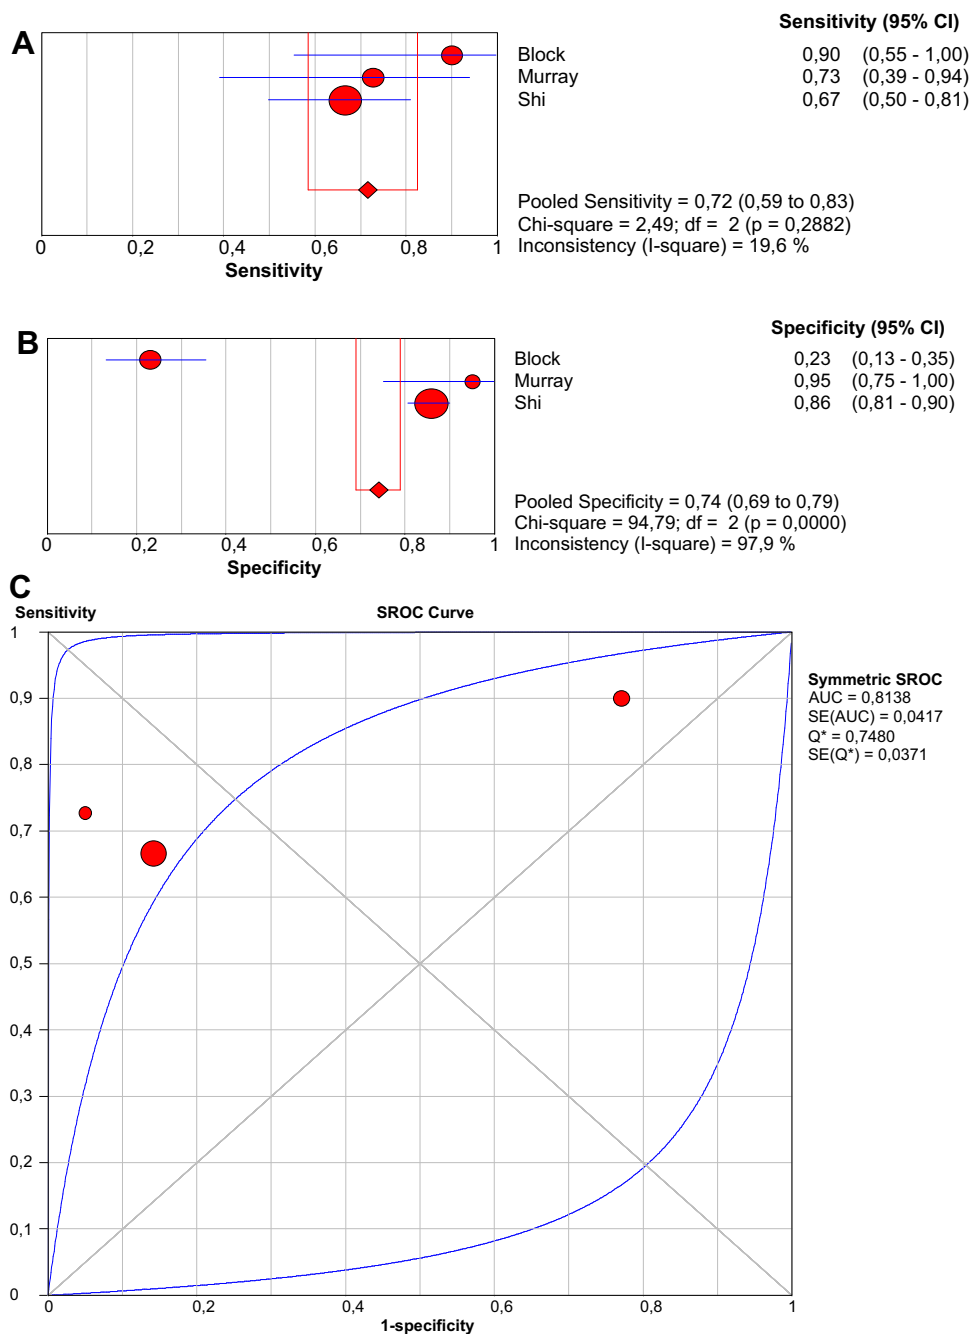 A
Sensitivity (95% CI)
Block 0,90 (0,55 - 1,00)
Murray 0,73 (0,39 - 0,94)
Shi 0,67 (0,50 - 0,81)
Pooled Sensitivity = 0,72 (0,59 to 0,83)
Chi-square = 2,49; df = 2 (p = 0,2882)
Inconsistency (I-square) = 19,6 %
0 0,2 0,4 0,6 0,8 1
Sensitivity
B
Specificity (95% CI)
Block 0,23 (0,13 - 0,35)
Murray 0,95 (0,75 - 1,00)
Shi 0,86 (0,81 - 0,90)
Pooled Specificity = 0,74 (0,69 to 0,79)
Chi-square = 94,79; df = 2 (p = 0,0000)
Inconsistency (I-square) = 97,9 %
0 0,2 0,4 0,6 0,8 1
Specificity
C
Sensitivity SROC Curve
1
0,9
0,8
0,7
0,6
0,5
0,4
0,3
0,2
0,1
0
Symmetric SROC
AUC = 0,8138
SE(AUC) = 0,0417
Q* = 0,7480
SE(Q*) = 0,0371
0 0,2 0,4 0,6 0,8 1
1-specificity